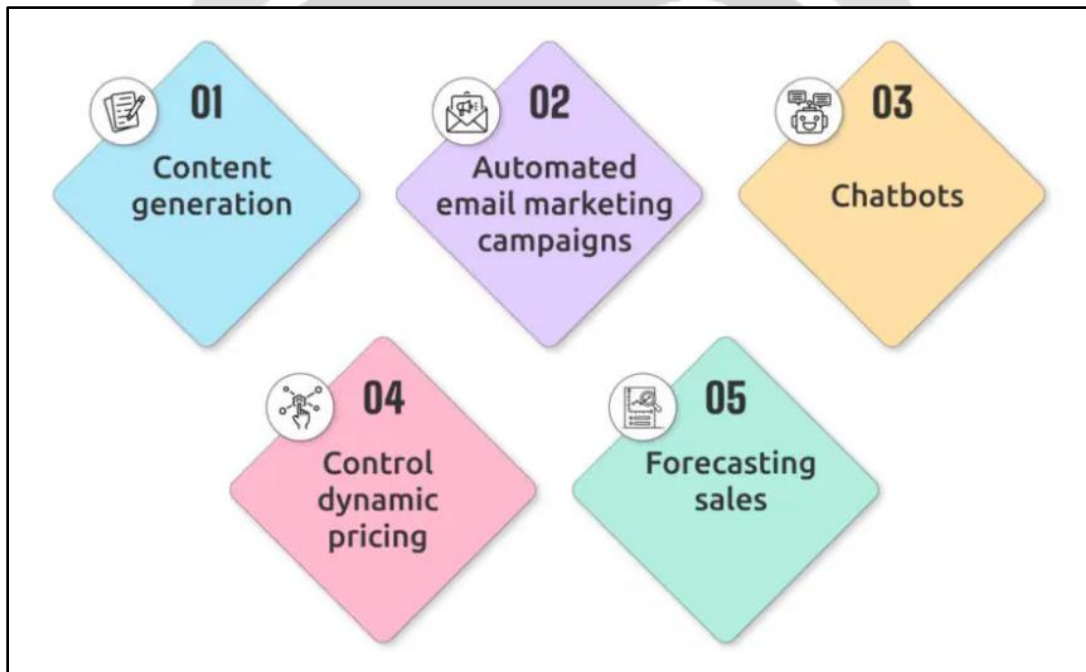 01
Content
generation
02
Automated
email marketing
campaigns
03
Chatbots
04
Control
dynamic
pricing
05
Forecasting
sales